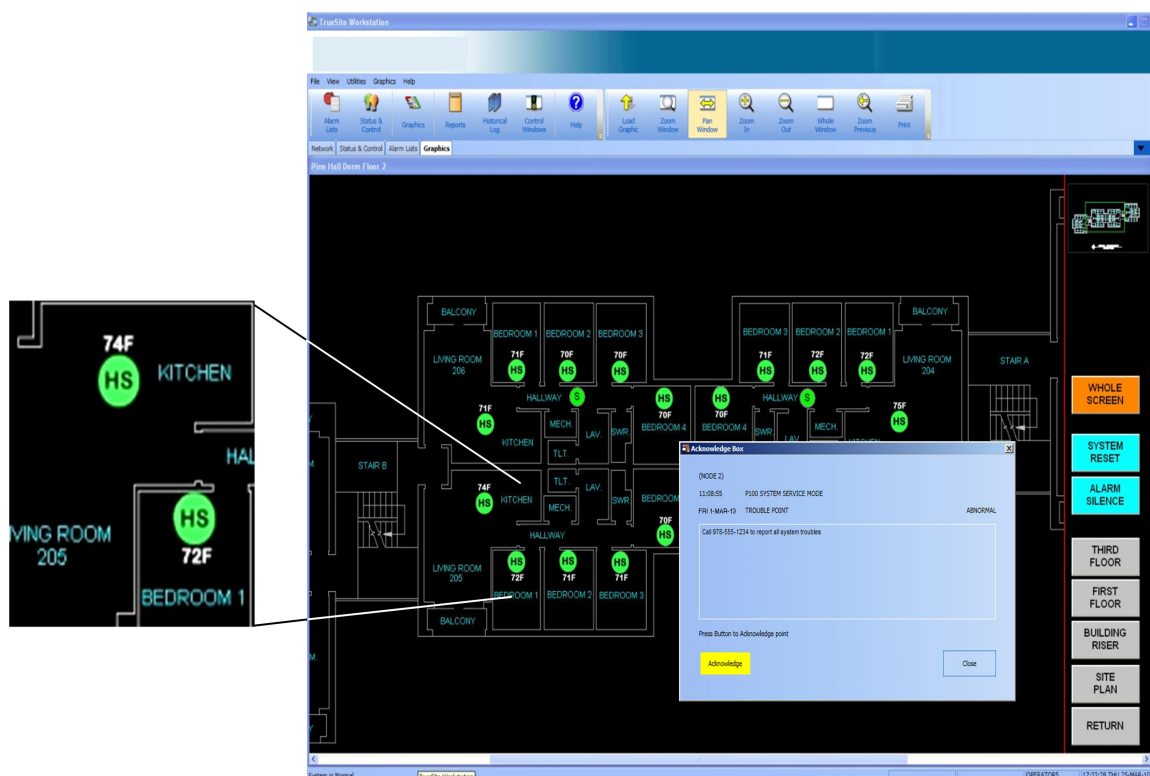 TrueSite Workstation
File View Utilities Graphics Help
Alarm Lists
Status & Control
Graphics
Reports
Historical Log
Control Windows
Help
Load Graphic
Zoom Window
Pan Window
Zoom In
Zoom Out
Whole Window
Zoom Previous
Print
Network Status & Control Alarm Lists Graphics
Pine Hall Dorm Floor 2
BALCONY
BALCONY
BEDROOM 1 BEDROOM 2 BEDROOM 3
BEDROOM 3 BEDROOM 2 BEDROOM 1
LIVING ROOM
206
71F 70F 70F
HS HS HS
71F 72F 72F
HS HS HS
LIVING ROOM
204
STAIR A
HALLWAY S
HS
70F
BEDROOM 4
HS
70F
BEDROOM 4
HALLWAY S
71F
HS
KITCHEN
MECH.
TLT.
LAV.
SWR.
SWR.
LAV.
MECH.
75F
HS
STAIR B
74F
HS
KITCHEN
TLT.
MECH.
LAV.
SWR.
BEDROOM
70F
HS
HALLWAY
LIVING ROOM
205
HS HS HS
72F 71F 71F
BEDROOM 1 BEDROOM 2 BEDROOM 3
BALCONY
M.
M.
74F
HS KITCHEN
HAL
VING ROOM
205
HS
72F
BEDROOM 1
Acknowledge Box
(NODE 2)
11:08:55 P100 SYSTEM SERVICE MODE
FRI 1-MAR-13 TROUBLE POINT ABNORMAL
Call 978-555-1234 to report all system troubles
Press Button to Acknowledge point
Acknowledge
Close
WHOLE
SCREEN
SYSTEM
RESET
ALARM
SILENCE
THIRD
FLOOR
FIRST
FLOOR
BUILDING
RISER
SITE
PLAN
RETURN
System is Normal
TrueSite Workstation
OPERATORS